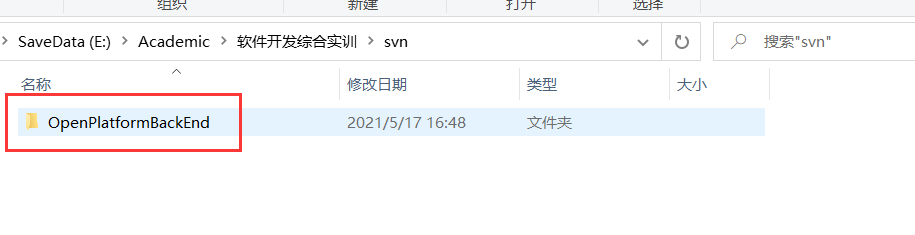 组织 新建 打开 选择
SaveData (E:) Academic 软件开发综合实训 svn 搜索"svn"
名称 修改日期 类型 大小
OpenPlatformBackEnd 2021/5/17 16:48 文件夹